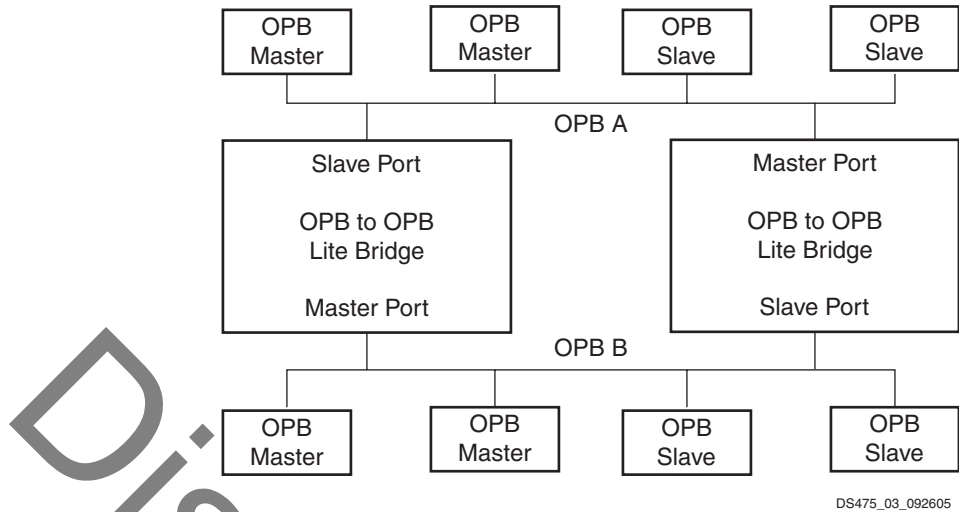 OPB
Master
OPB
Master
OPB
Slave
OPB
Slave
OPB A
Slave Port
OPB to OPB
Lite Bridge
Master Port
Master Port
OPB to OPB
Lite Bridge
Slave Port
OPB B
OPB
Master
OPB
Master
OPB
Slave
OPB
Slave
DS475_03_092605
Dis